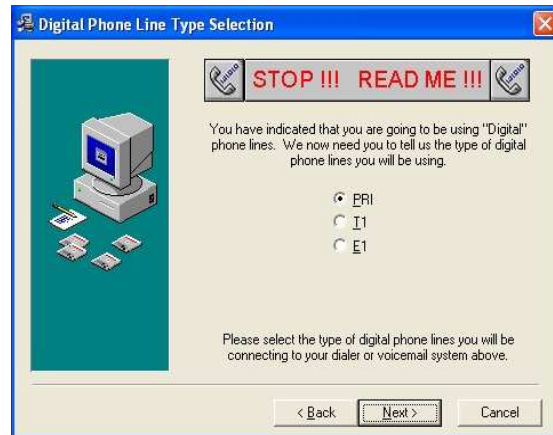 Digital Phone Line Type Selection
STOP !!! READ ME !!!
You have indicated that you are going to be using "Digital"
phone lines. We now need you to tell us the type of digital
phone lines you will be using.
PRI
T1
E1
Please select the type of digital phone lines you will be
connecting to your dialer or voicemail system above.
< Back Next > Cancel